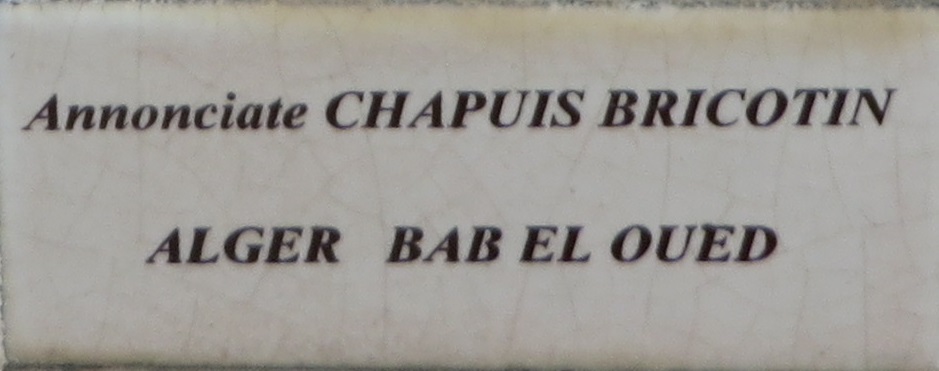 Annonciate CHAPUIS BRICOTIN
ALGER BAB EL OUED